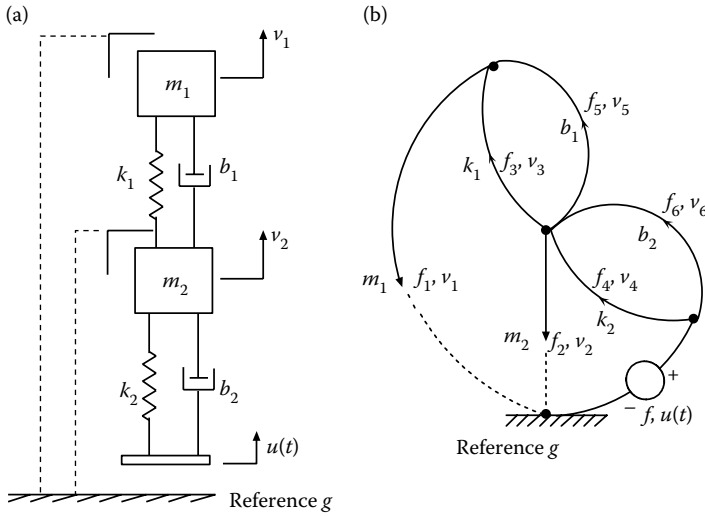 (a)
v₁
m₁
k₁
b₁
v₂
m₂
k₂
b₂
u(t)
Reference g
(b)
f₅, v₅
b₁
k₁
f₃, v₃
f₆, v₆
b₂
f₄, v₄
k₂
m₁
f₁, v₁
m₂
f₂, v₂
+
− f, u(t)
Reference g